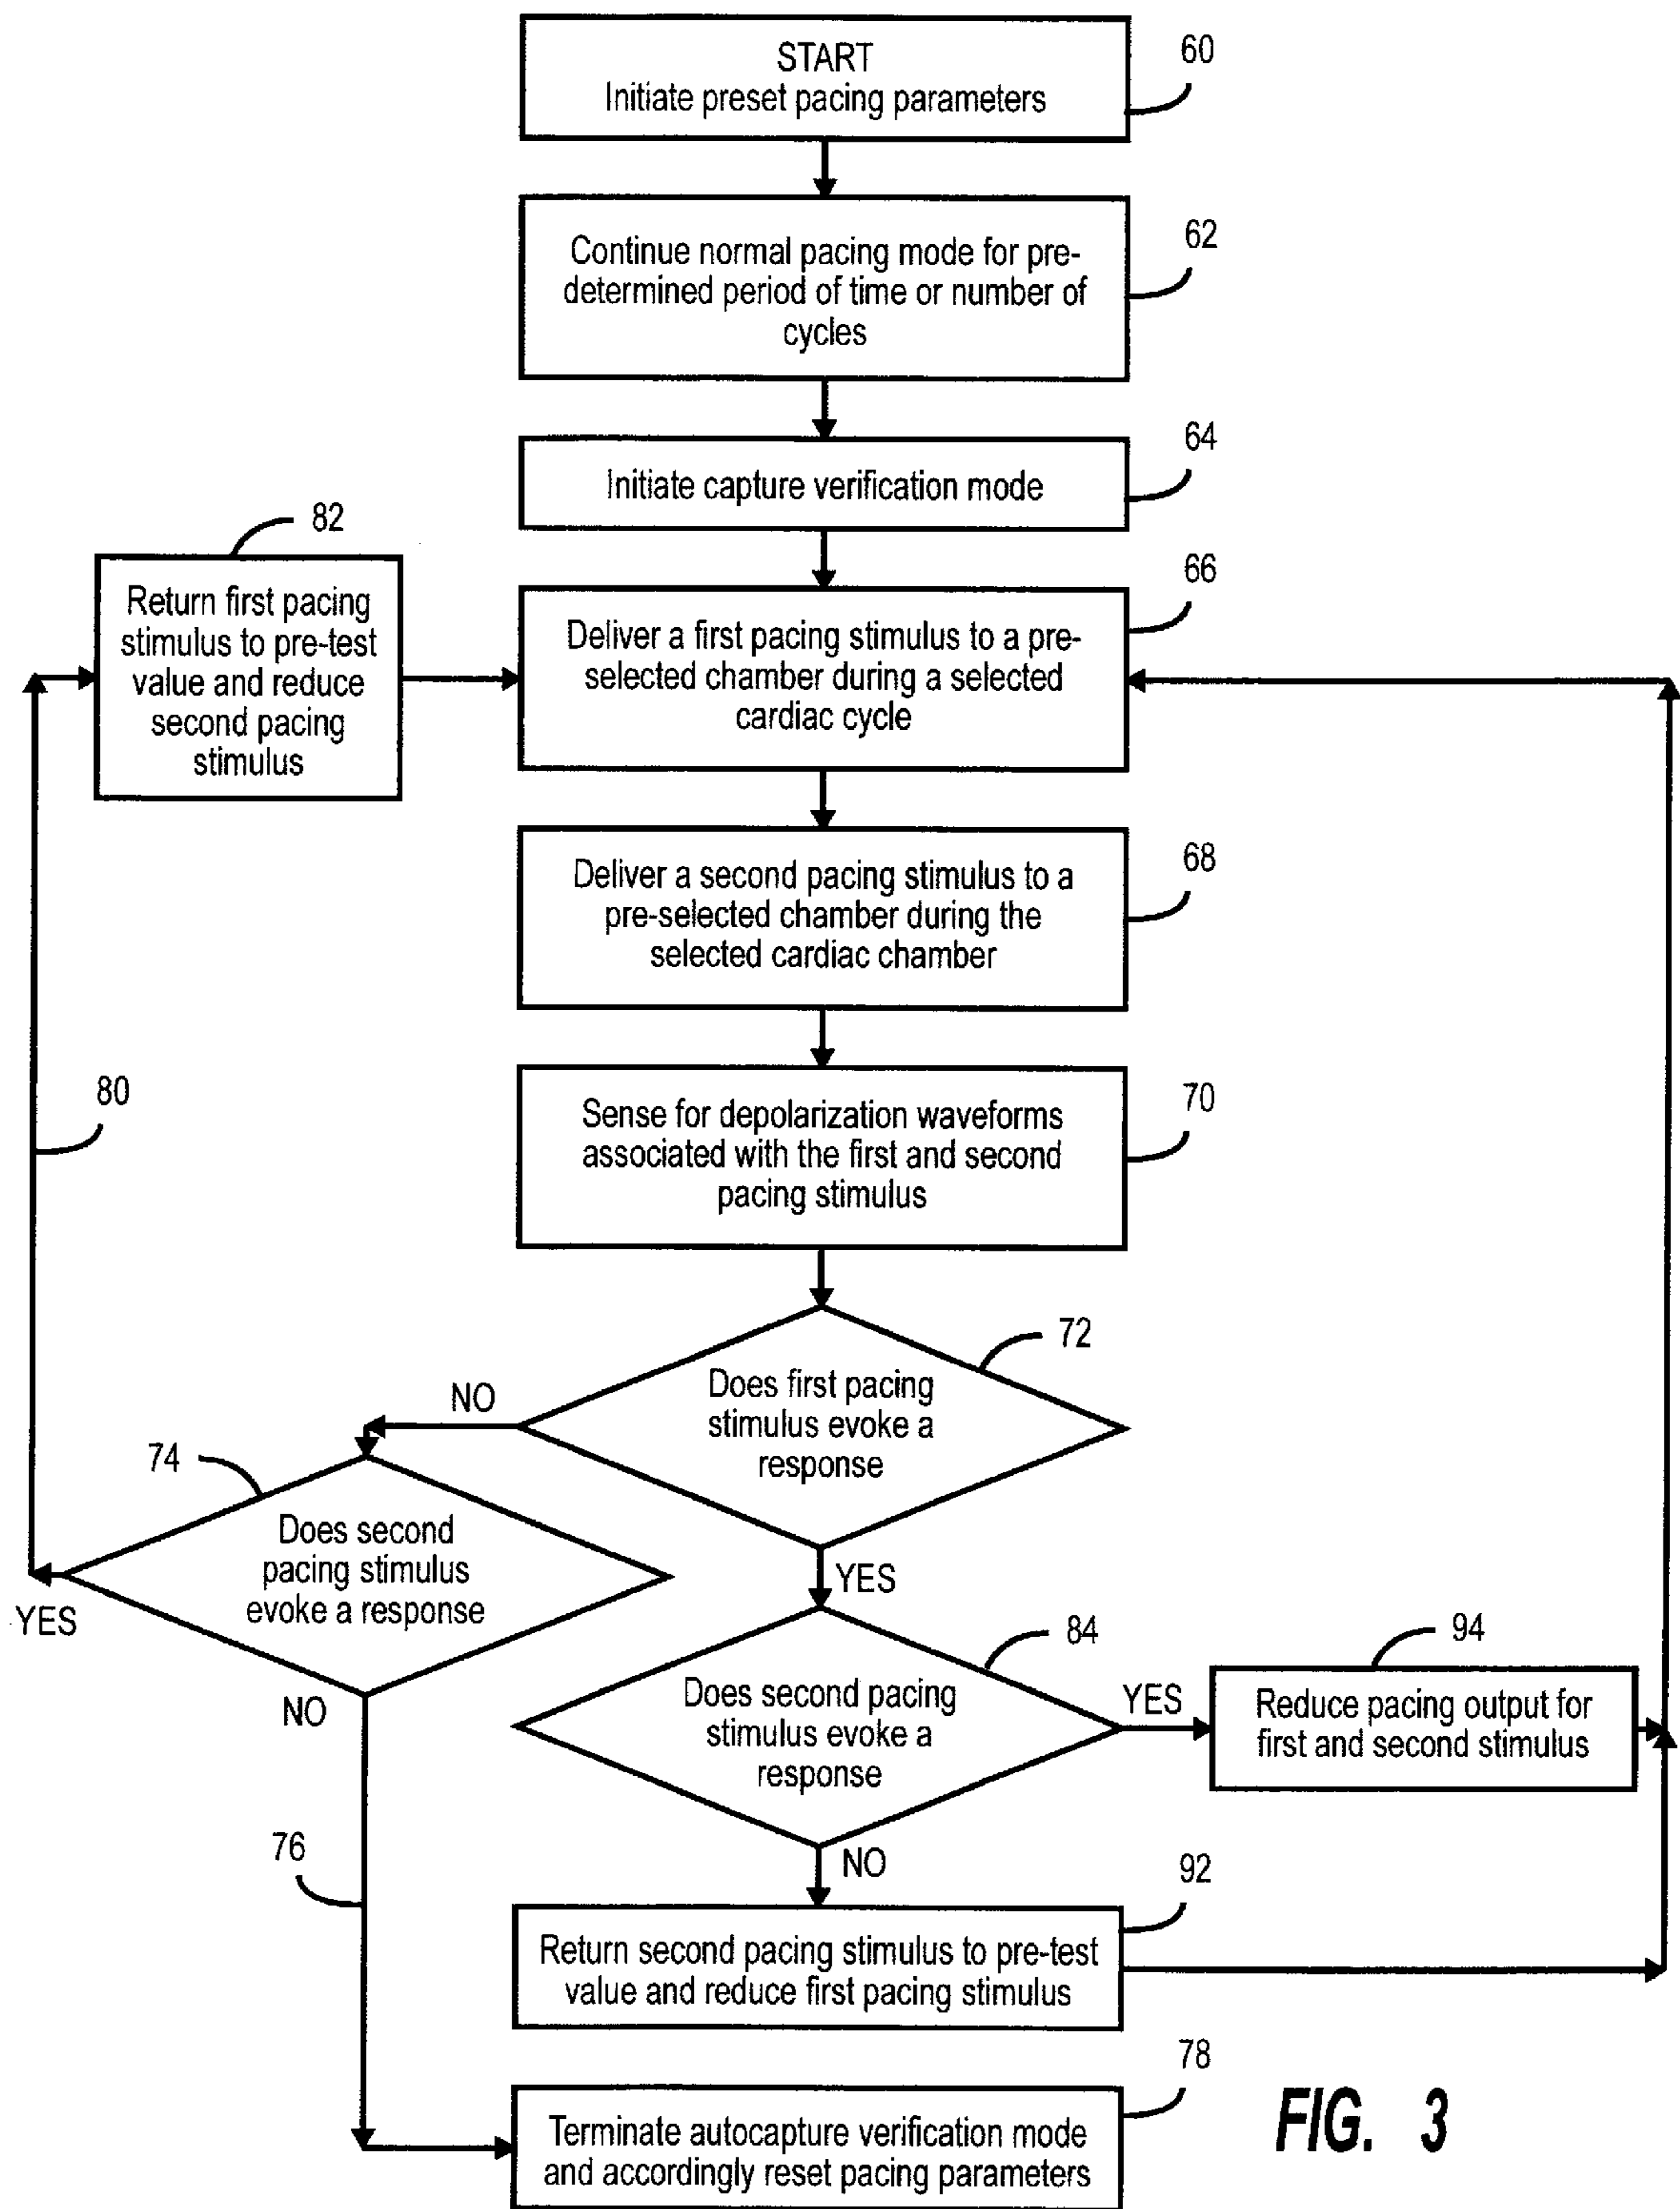 START
Initiate preset pacing parameters
60
Continue normal pacing mode for pre-
determined period of time or number of
cycles
62
Initiate capture verification mode
64
82
Return first pacing
stimulus to pre-test
value and reduce
second pacing
stimulus
Deliver a first pacing stimulus to a pre-
selected chamber during a selected
cardiac cycle
66
Deliver a second pacing stimulus to a
pre-selected chamber during the
selected cardiac chamber
68
80
Sense for depolarization waveforms
associated with the first and second
pacing stimulus
70
Does first pacing
stimulus evoke a
response
72
NO
74
Does second
pacing stimulus
evoke a response
YES
NO
YES
Does second pacing
stimulus evoke a
response
84
YES
94
Reduce pacing output for
first and second stimulus
76
NO
Return second pacing stimulus to pre-test
value and reduce first pacing stimulus
92
Terminate autocapture verification mode
and accordingly reset pacing parameters
78
FIG. 3